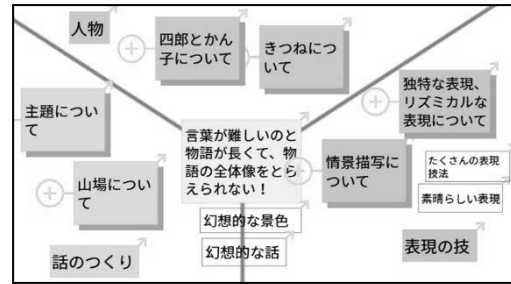 人物
四郎とかん
子について
きつねにつ
いて
独特な表現、
リズミカルな
表現について
主題につい
て
言葉が難しいのと
物語が長くて、物
語の全体像をとら
えられない！
情景描写に
ついて
たくさんの表現
技法
素晴らしい表現
山場につい
て
幻想的な景色
幻想的な話
表現の技
話のつくり